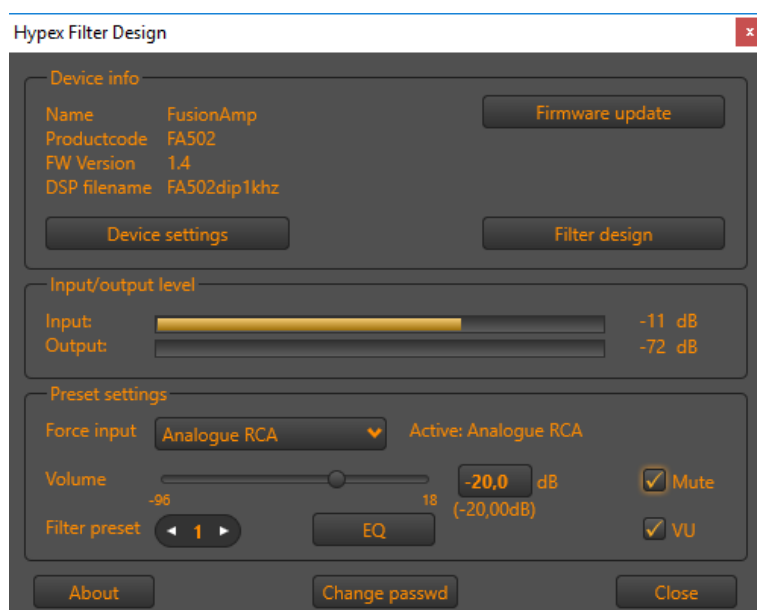 Hypex Filter Design
x
Device info
Name FusionAmp
Firmware update
Productcode FA502
FW Version 1.4
DSP filename FA502dip1khz
Device settings
Filter design
Input/output level
Input: -11 dB
Output: -72 dB
Preset settings
Force input Analogue RCA Active: Analogue RCA
Volume -20,0 dB Mute
-96 18 (-20,00dB)
Filter preset 1 EQ VU
About Change passwd Close